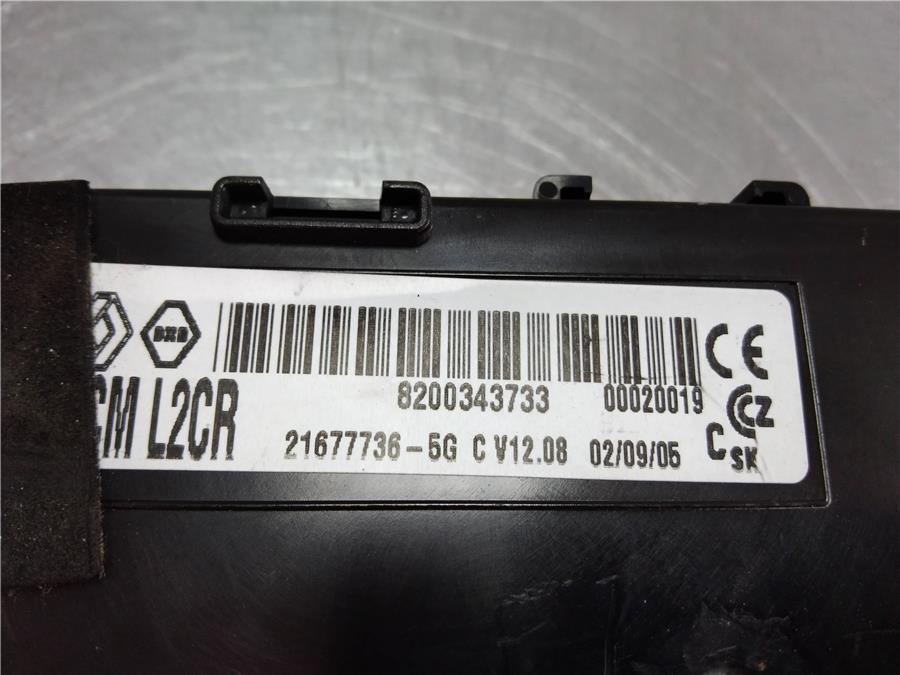 8200343733 00020019
CM L2CR
21677736-5G C V12.08 02/09/05
CE
CZ
C SK